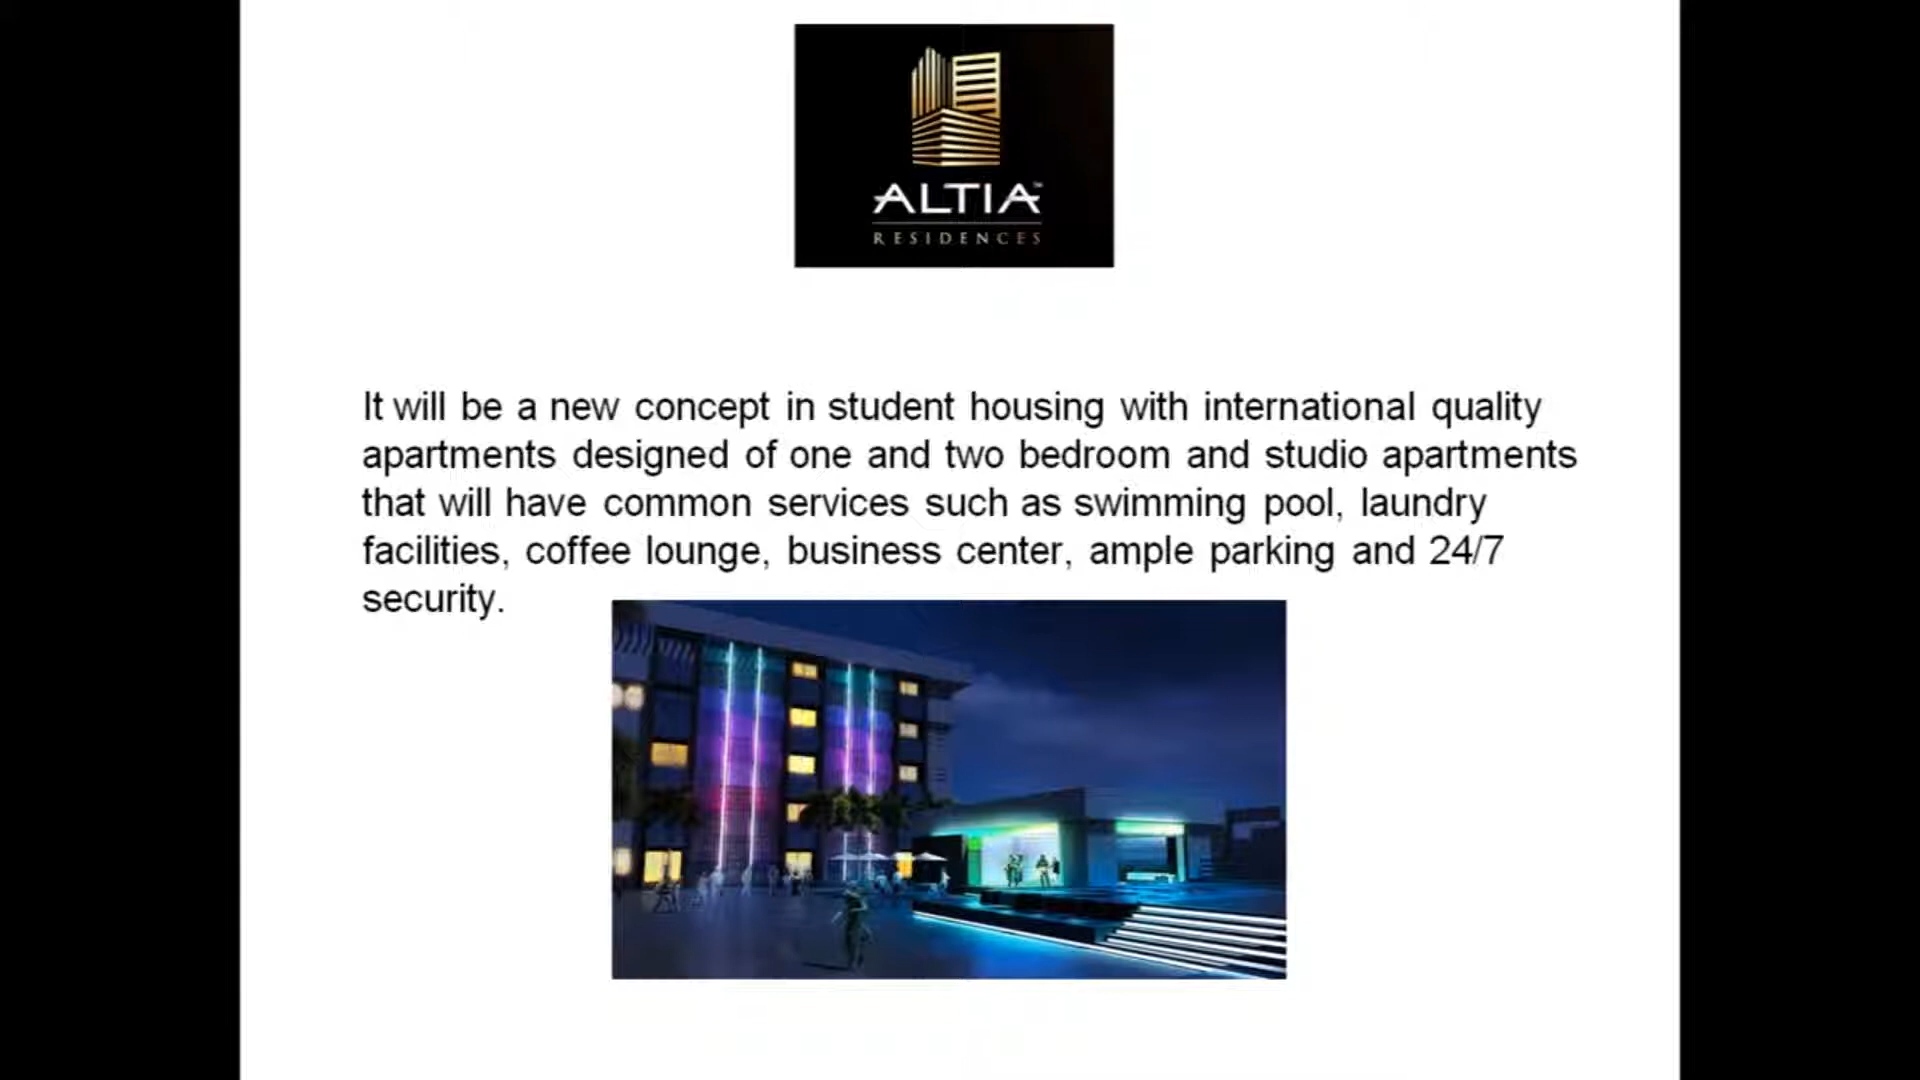 ALTIA™
RESIDENCES
It will be a new concept in student housing with international quality
apartments designed of one and two bedroom and studio apartments
that will have common services such as swimming pool, laundry
facilities, coffee lounge, business center, ample parking and 24/7
security.